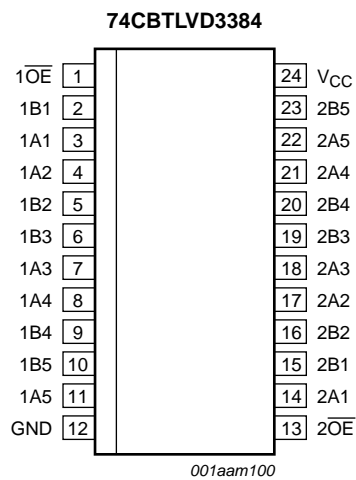 74CBTLVD3384
1O̅E̅ 1 24 VCC
1B1 2 23 2B5
1A1 3 22 2A5
1A2 4 21 2A4
1B2 5 20 2B4
1B3 6 19 2B3
1A3 7 18 2A3
1A4 8 17 2A2
1B4 9 16 2B2
1B5 10 15 2B1
1A5 11 14 2A1
GND 12 13 2O̅E̅
001aam100